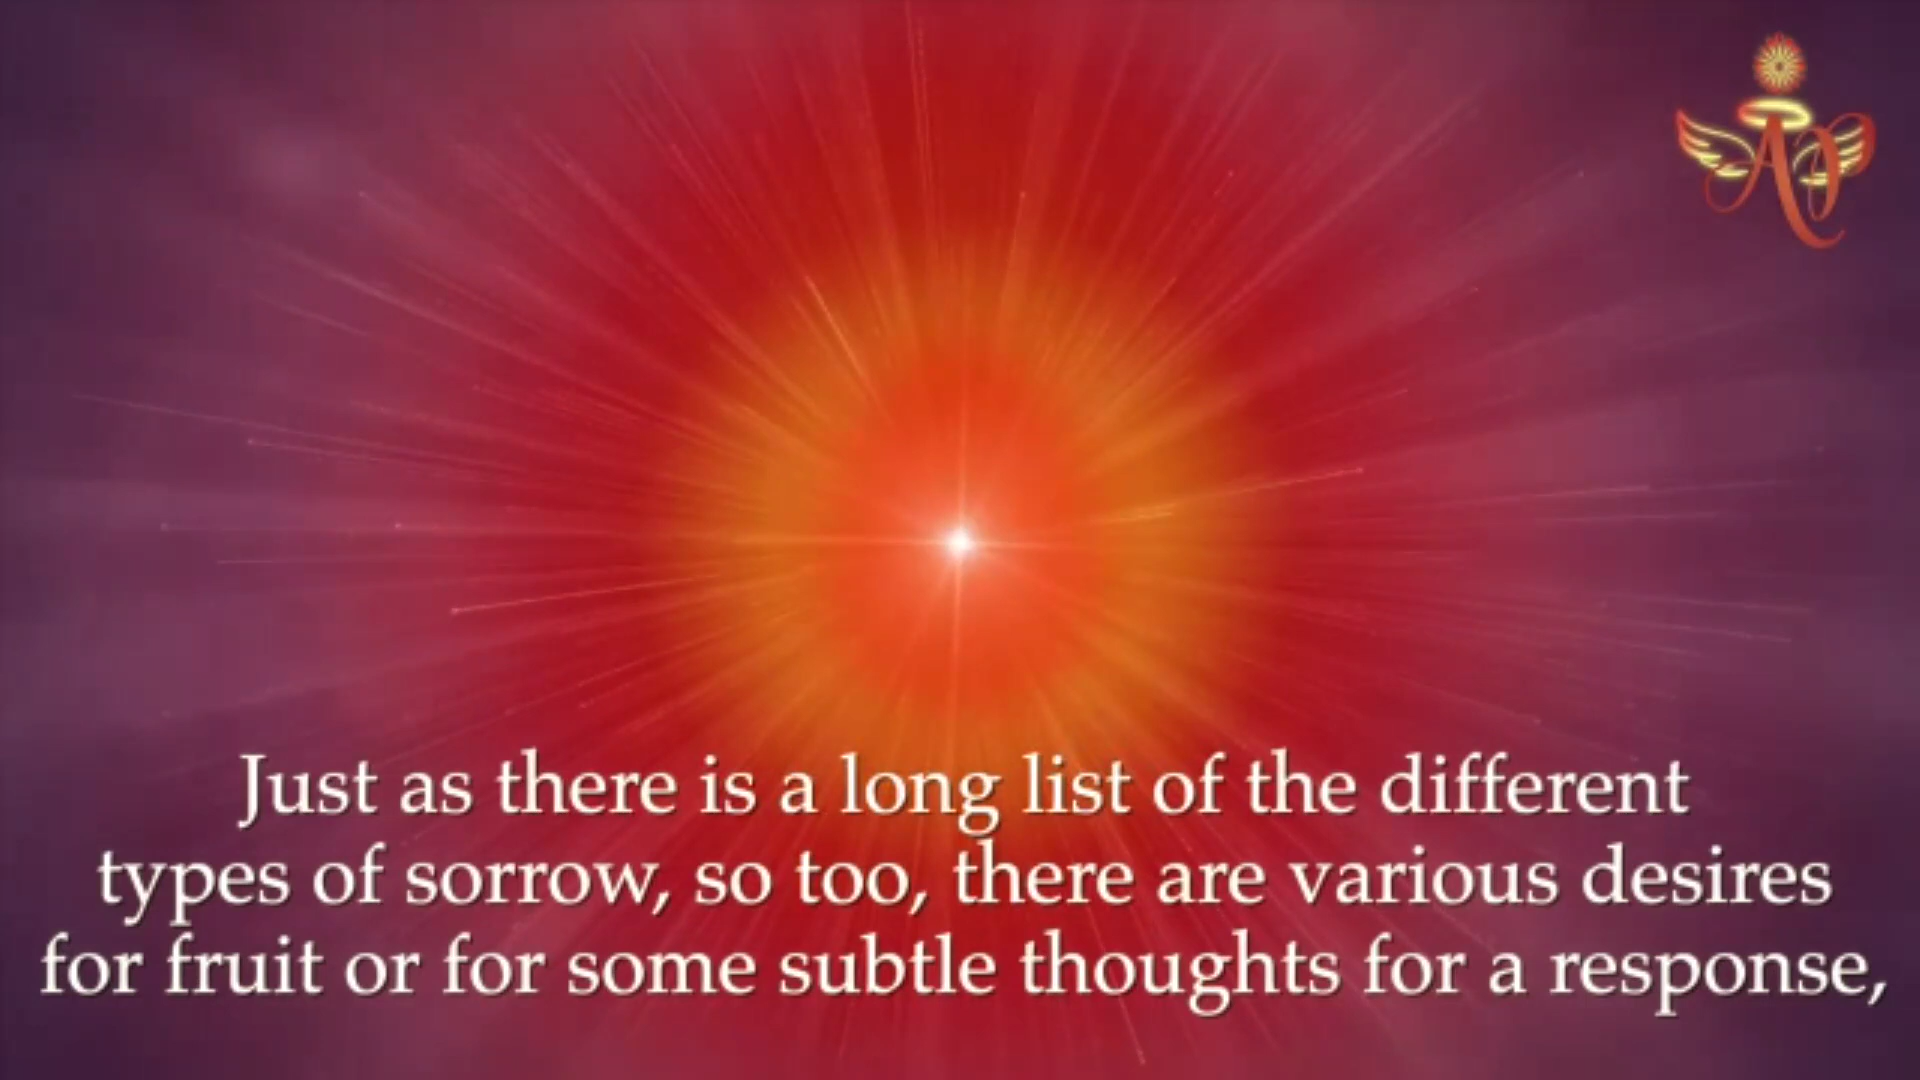 Just as there is a long list of the different
types of sorrow, so too, there are various desires
for fruit or for some subtle thoughts for a response,